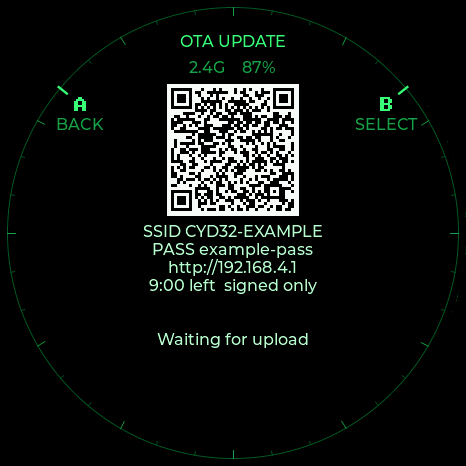 OTA UPDATE
2.4G 87%
A
BACK
B
SELECT
SSID CYD32-EXAMPLE
PASS example-pass
http://192.168.4.1
9:00 left signed only
Waiting for upload